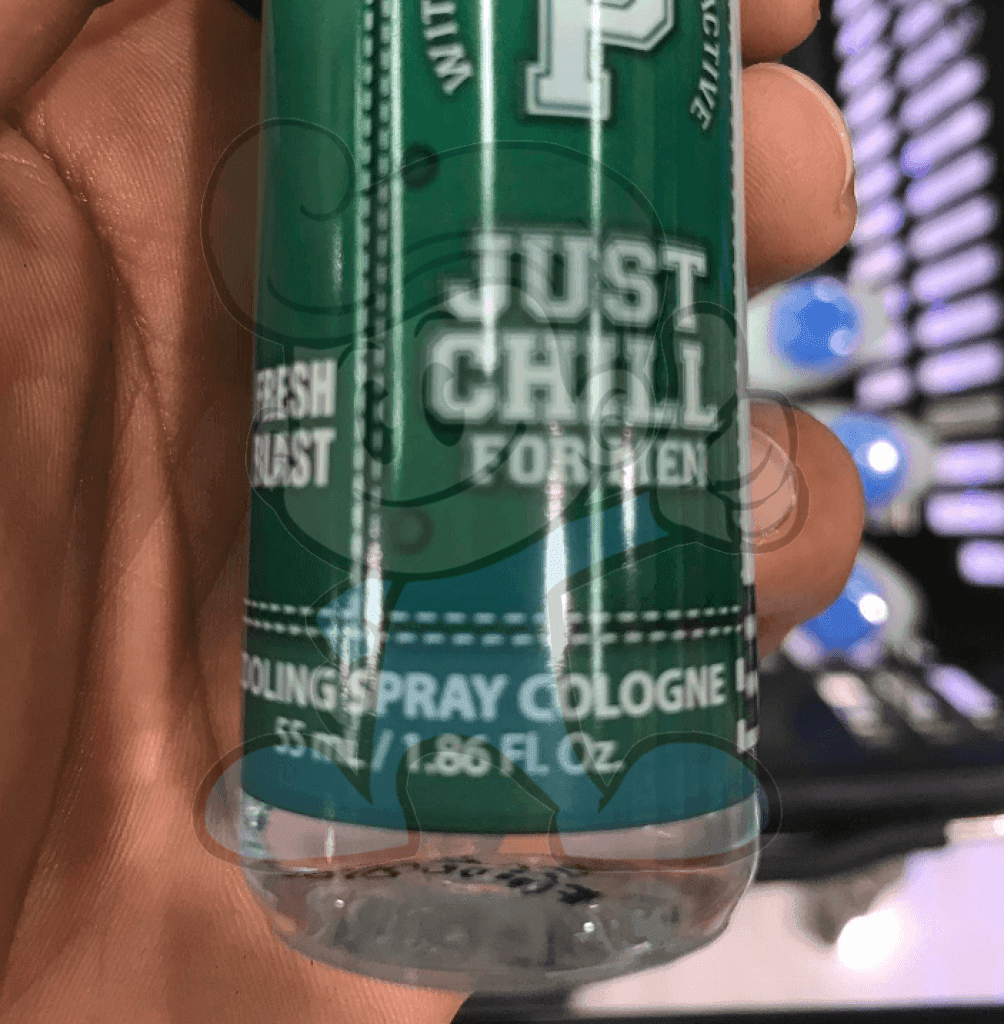 P
JUST
CHILL
FOR MEN
FRESH
BLAST
SPRAY COLOGNE
55 mL / 1.86 FL Oz.